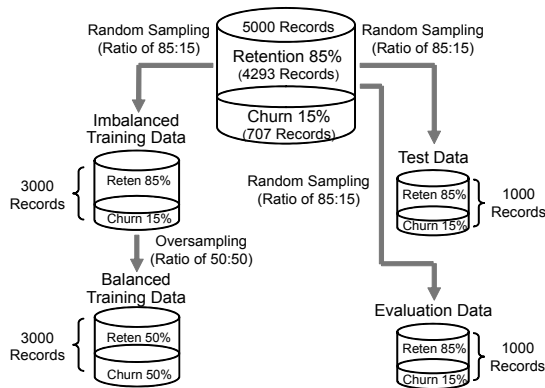 Random Sampling
(Ratio of 85:15)
5000 Records
Retention 85%
(4293 Records)
Churn 15%
(707 Records)
Random Sampling
(Ratio of 85:15)
Imbalanced
Training Data
3000
Records
Reten 85%
Churn 15%
Random Sampling
(Ratio of 85:15)
Test Data
Reten 85%
Churn 15%
1000
Records
Oversampling
(Ratio of 50:50)
Balanced
Training Data
3000
Records
Reten 50%
Churn 50%
Evaluation Data
Reten 85%
Churn 15%
1000
Records